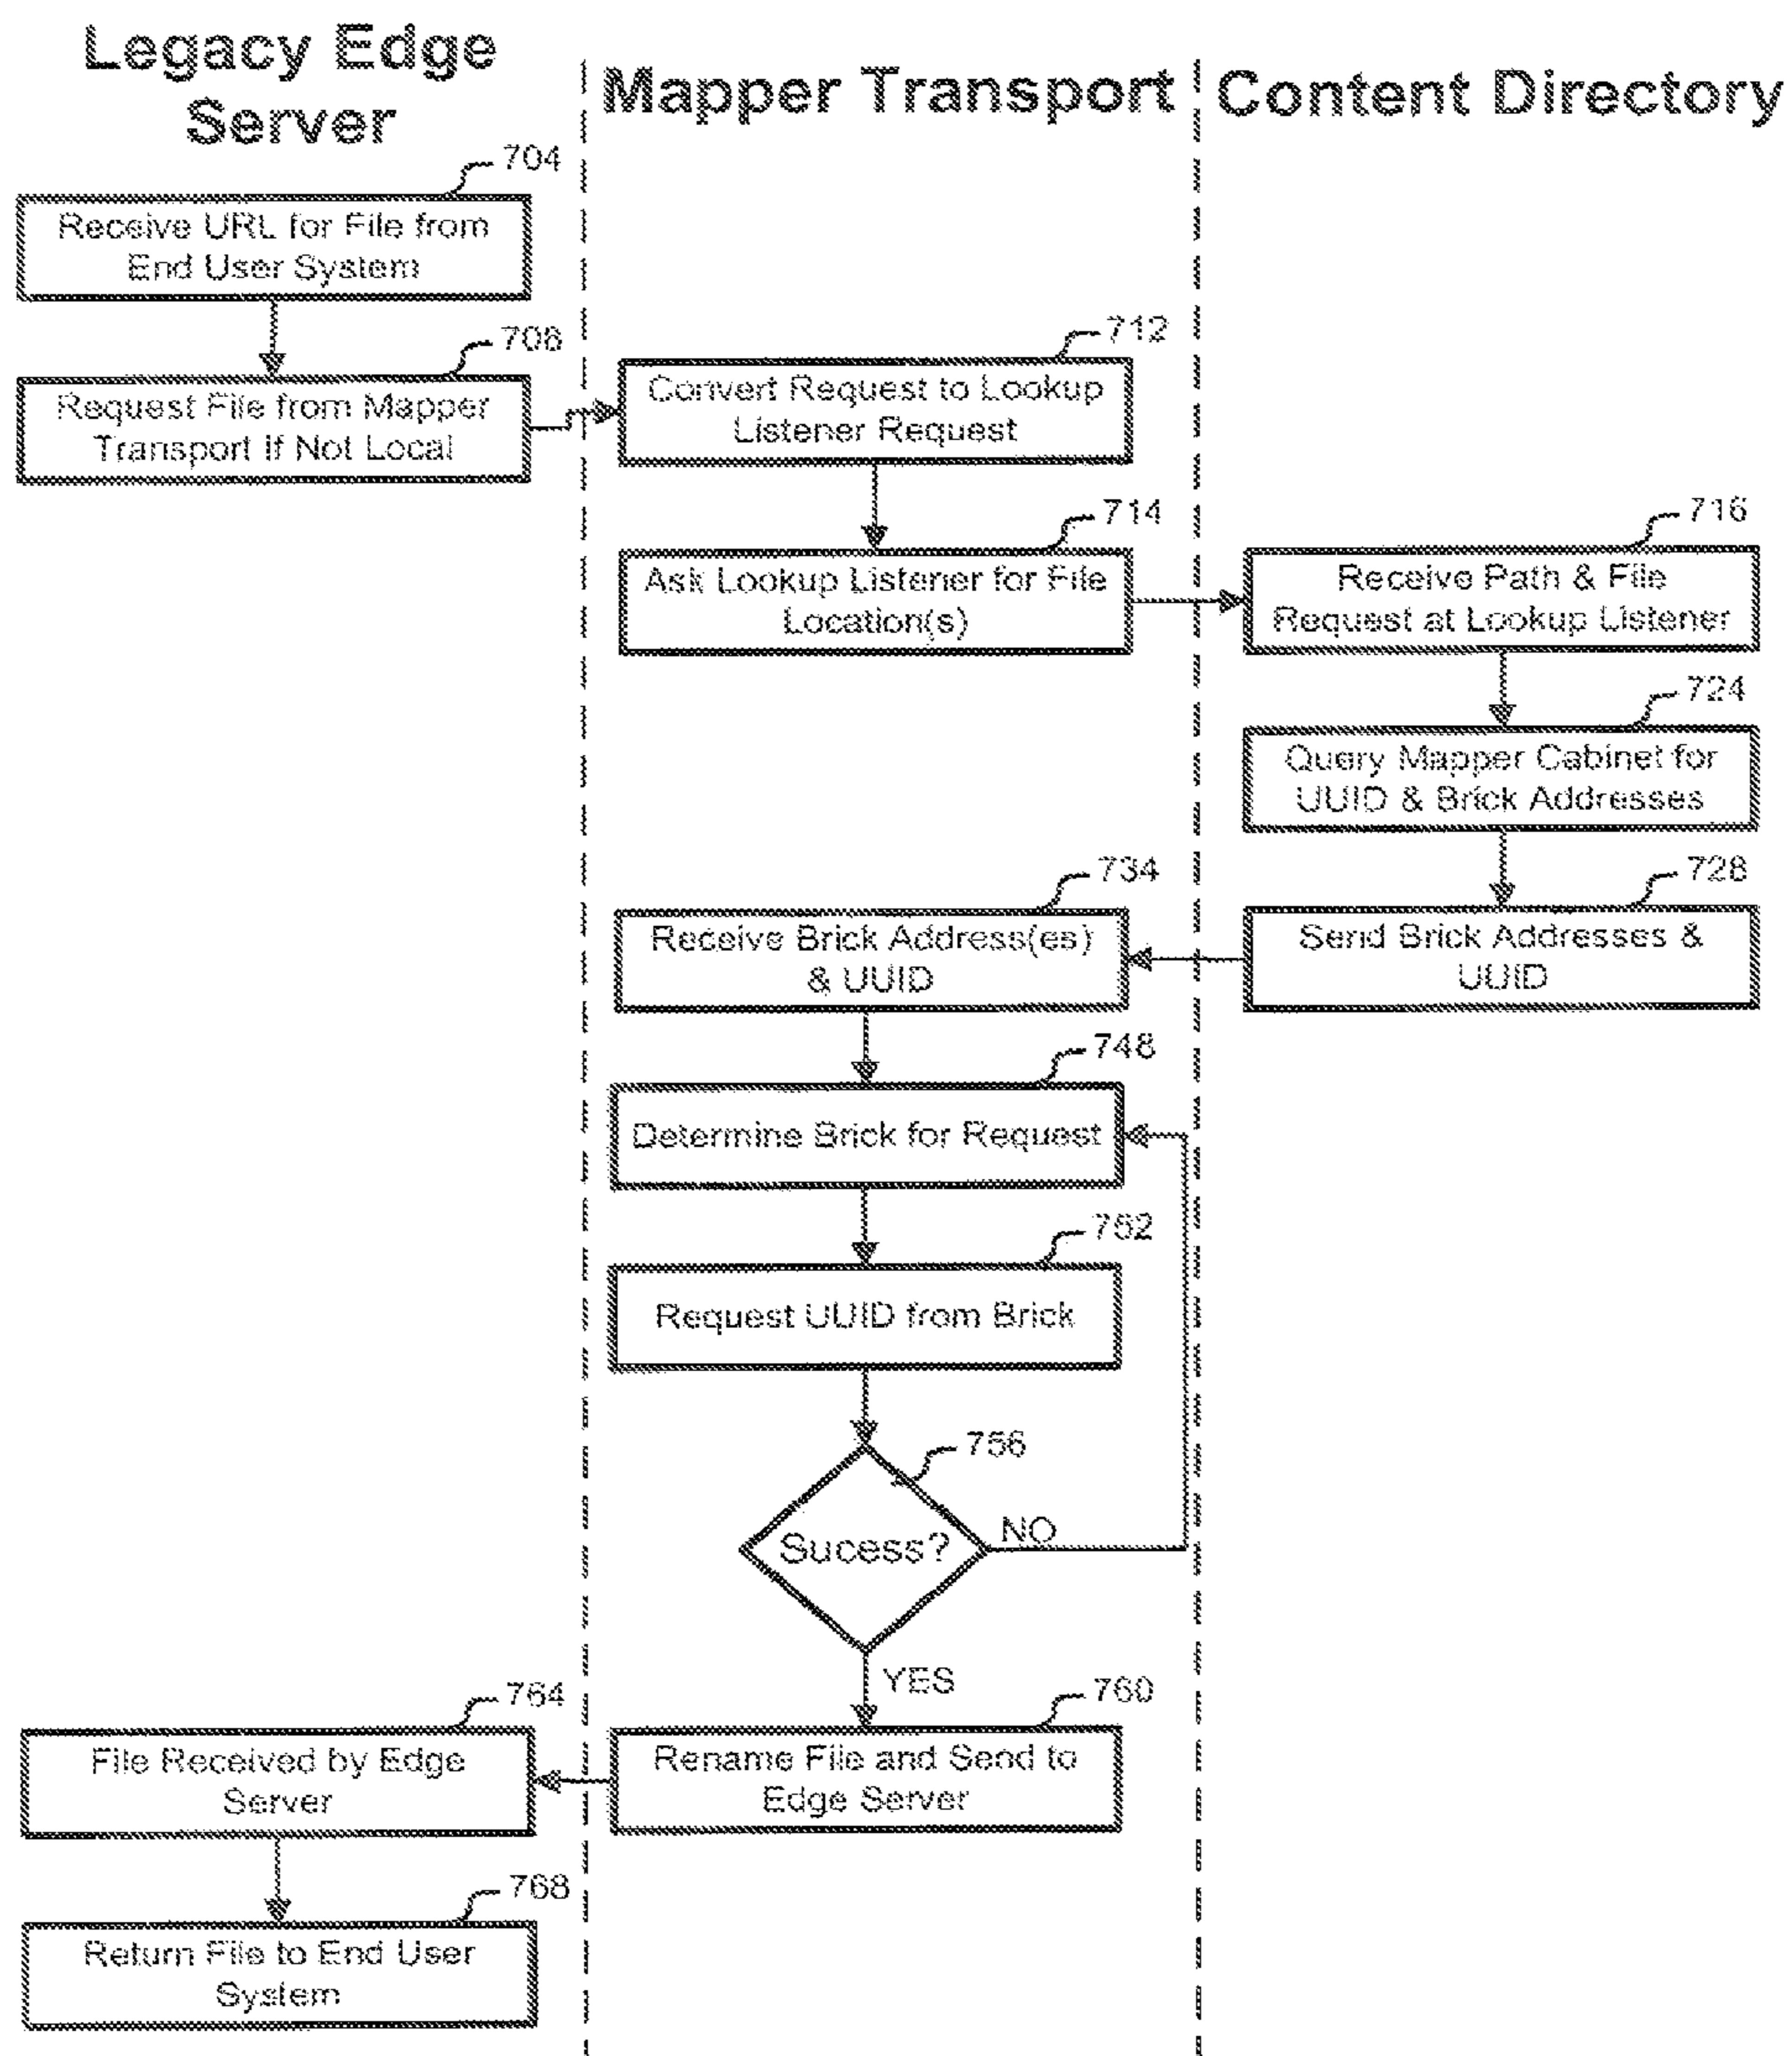 Legacy Edge
Server
Mapper Transport
Content Directory
704
Receive URL for File from
End User System
708
Request File from Mapper
Transport If Not Local
712
Convert Request to Lookup
Listener Request
714
Ask Lookup Listener for File
Location(s)
716
Receive Path & File
Request at Lookup Listener
724
Query Mapper Cabinet for
UUID & Brick Addresses
728
Send Brick Addresses &
UUID
734
Receive Brick Address(es)
& UUID
748
Determine Brick for Request
752
Request UUID from Brick
756
Sucess?
NO
YES
760
Rename File and Send to
Edge Server
764
File Received by Edge
Server
768
Return File to End User
System